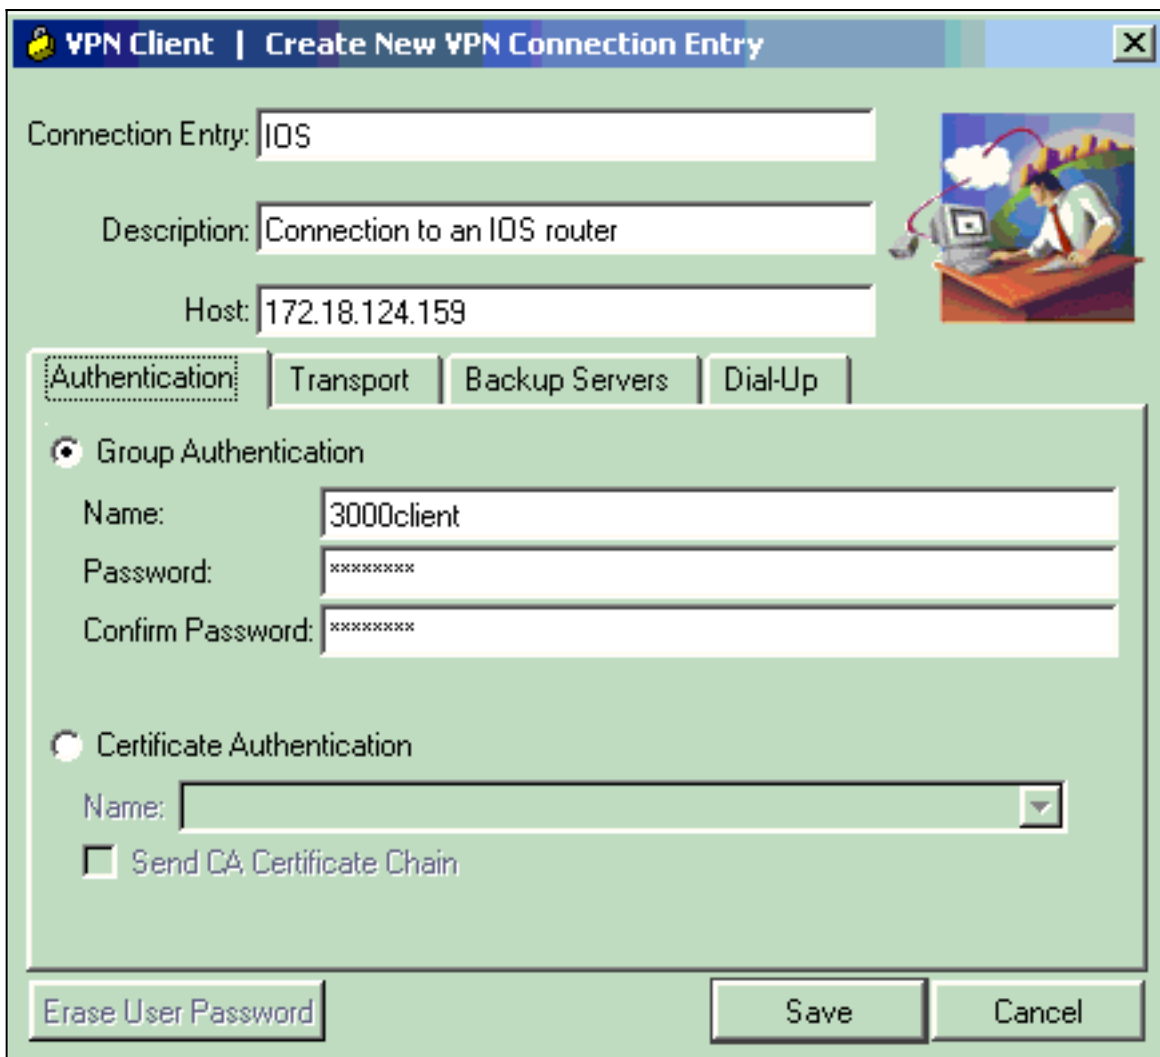 VPN Client | Create New VPN Connection Entry
Connection Entry: IOS
Description: Connection to an IOS router
Host: 172.18.124.159
Authentication Transport Backup Servers Dial-Up
Group Authentication
Name: 3000client
Password: ********
Confirm Password: ********
Certificate Authentication
Name:
Send CA Certificate Chain
Erase User Password Save Cancel